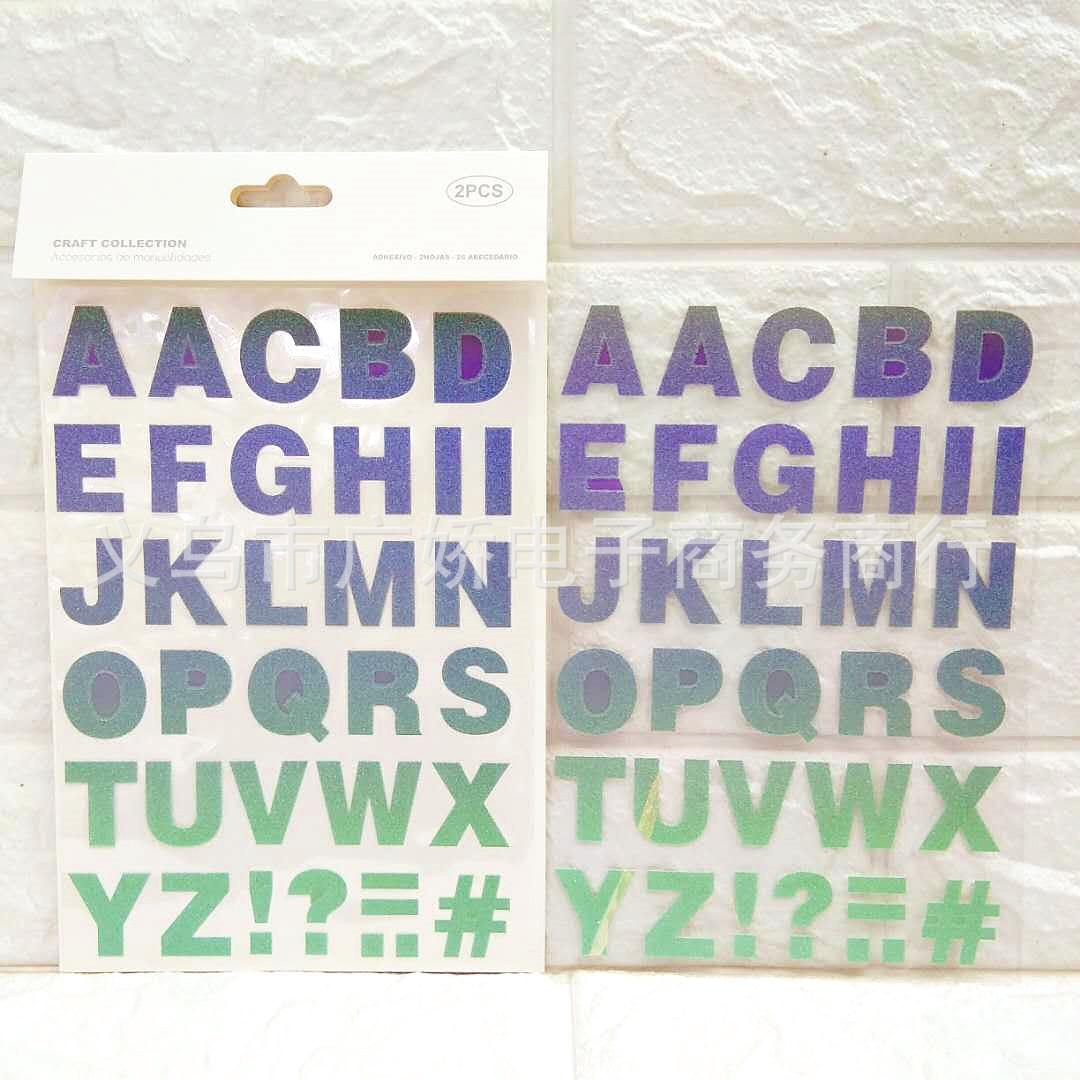 2PCS
CRAFT COLLECTION
Accesorios de manualidades
ADHESIVO - 2HOJAS - 26 ABECEDARIO
AACBD
AACBD
EFGHII
EFGHII
义乌市广娇电子商务商行
JKLMN
JKLMN
OPQRS
OPQRS
TUVWX
TUVWX
YZ!?=..#
YZ!?=..#